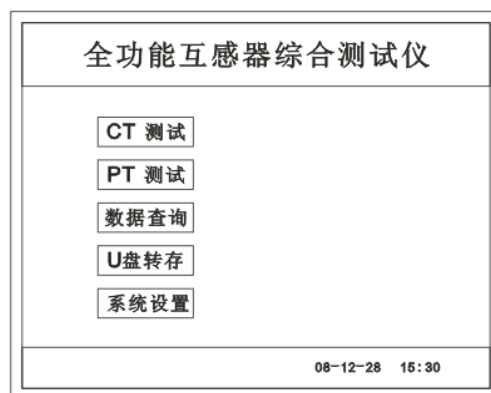 全功能互感器综合测试仪
CT 测试
PT 测试
数据查询
U盘转存
系统设置
08-12-28 15:30